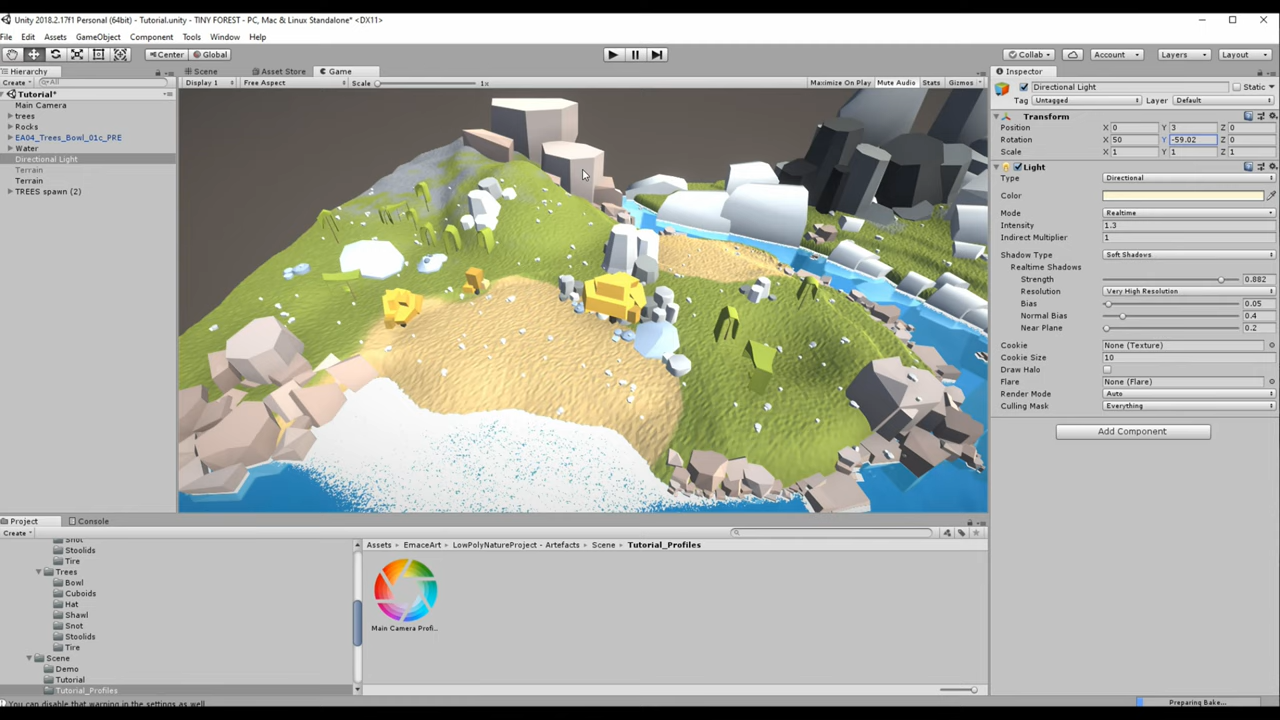 Unity 2018.2.17f1 Personal (64bit) - Tutorial.unity - TINY FOREST - PC, Mac & Linux Standalone* <DX11>
File Edit Assets GameObject Component Tools Window Help
Center Global Collab Account Layers Layout
Hierarchy
Create All
Tutorial*
Main Camera
trees
Rocks
EA04_Trees_Bowl_01c_PRE
Water
Directional Light
Terrain
Terrain
TREES spawn (2)
Scene Asset Store Game
Display 1 Free Aspect Scale 1x Maximize On Play Mute Audio Stats Gizmos
Inspector
Directional Light Static
Tag Untagged Layer Default
Transform
Position X 0 Y 3 Z 0
Rotation X 50 Y -59.02 Z 0
Scale X 1 Y 1 Z 1
Light
Type Directional
Color
Mode Realtime
Intensity 1.3
Indirect Multiplier 1
Shadow Type Soft Shadows
Realtime Shadows
Strength 0.882
Resolution Very High Resolution
Bias 0.05
Normal Bias 0.4
Near Plane 0.2
Cookie None (Texture)
Cookie Size 10
Draw Halo
Flare None (Flare)
Render Mode Auto
Culling Mask Everything
Add Component
Project Console
Create
Snot
Stoolids
Tire
Trees
Bowl
Cuboids
Hat
Shawl
Snot
Stoolids
Tire
Scene
Demo
Tutorial
Tutorial_Profiles
Assets EmaceArt LowPolyNatureProject - Artefacts Scene Tutorial_Profiles
Main Camera Profi...
You can disable that warning in the settings as well
Preparing Bake...